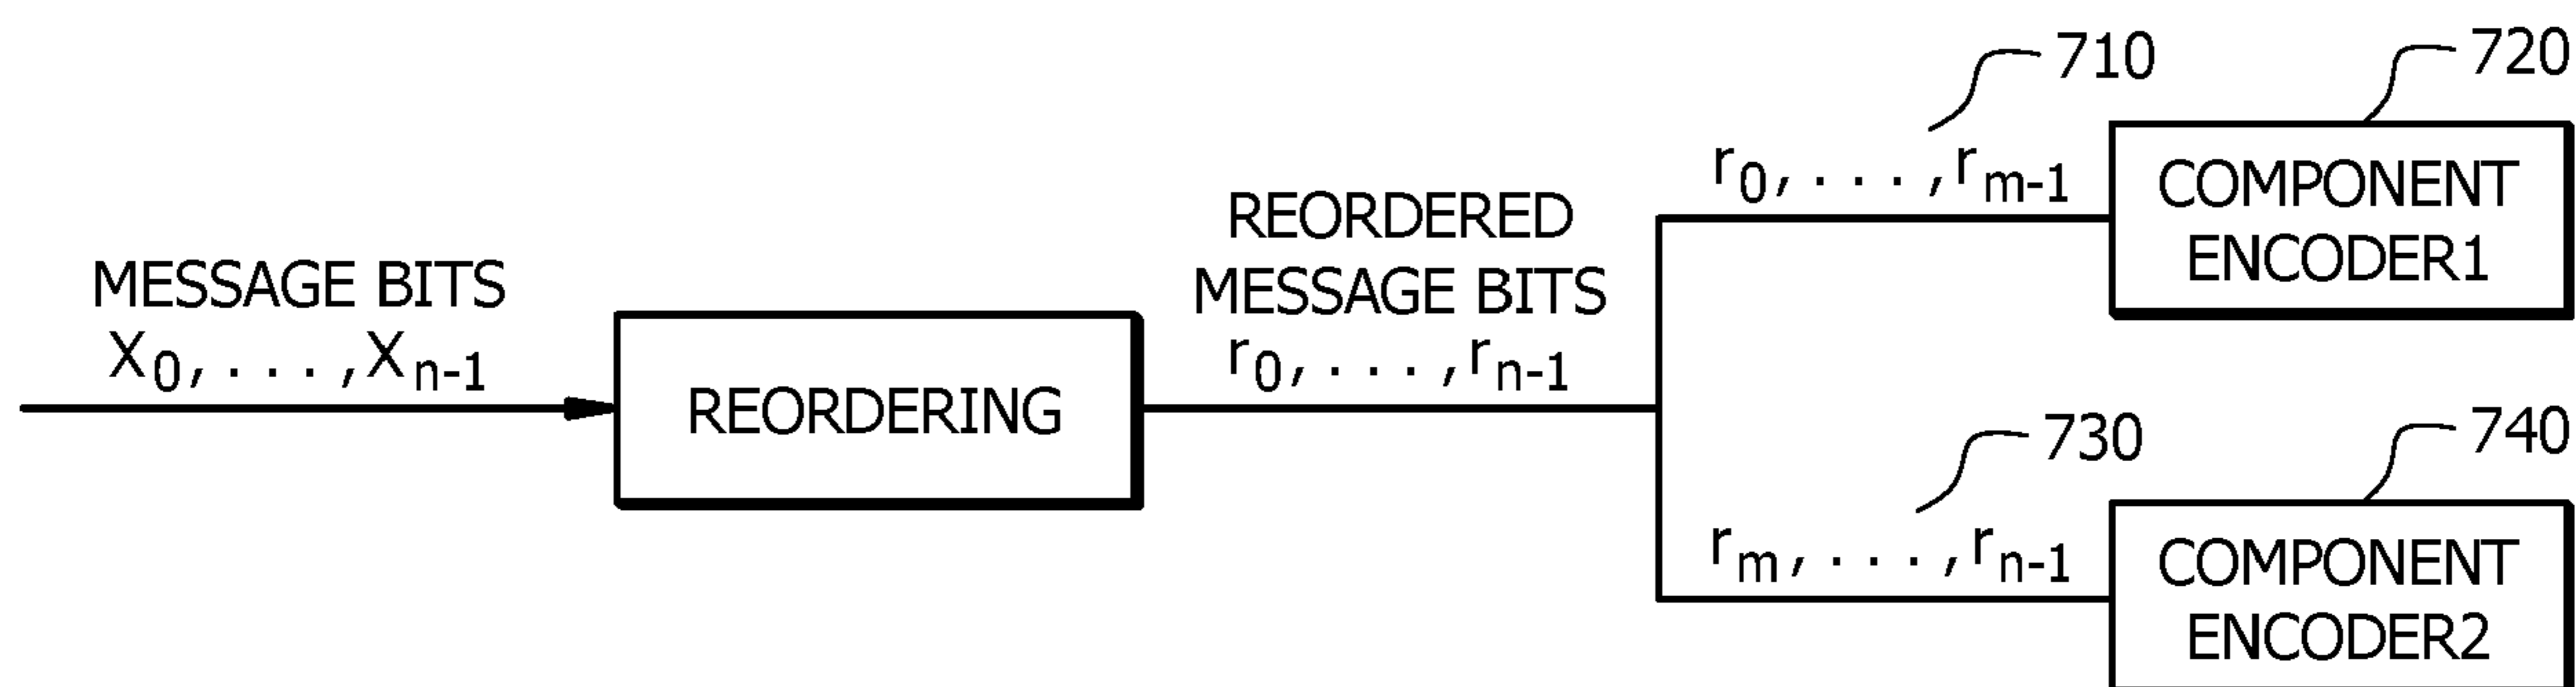 MESSAGE BITS
X0, . . . ,Xn-1
REORDERING
REORDERED
MESSAGE BITS
r0, . . . ,rn-1
710
r0, . . . ,rm-1
720
COMPONENT
ENCODER1
730
rm, . . . ,rn-1
740
COMPONENT
ENCODER2